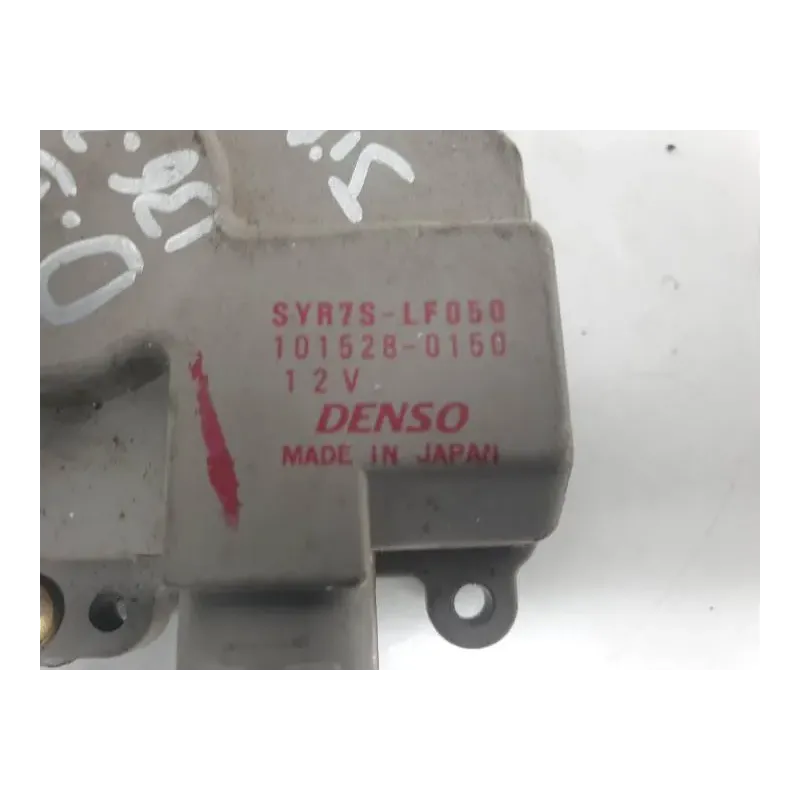 SYR7S-LF050
101528-0150
12V
DENSO
MADE IN JAPAN